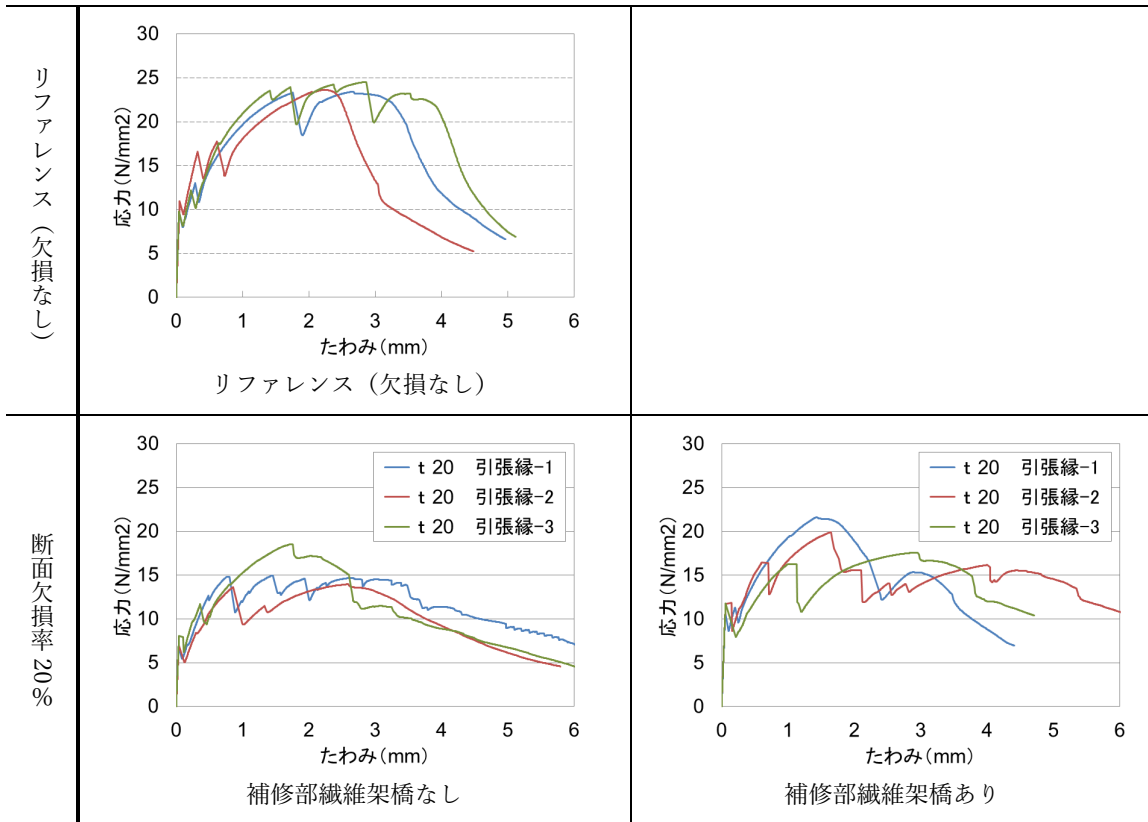 リファレンス（欠損なし）
応力(N/mm2)
30
25
20
15
10
5
0
0 1 2 3 4 5 6
たわみ(mm)
リファレンス（欠損なし）
断面欠損率 20%
応力(N/mm2)
30
25
20
15
10
5
0
t 20 引張縁-1
t 20 引張縁-2
t 20 引張縁-3
0 1 2 3 4 5 6
たわみ(mm)
補修部繊維架橋なし
応力(N/mm2)
30
25
20
15
10
5
0
t 20 引張縁-1
t 20 引張縁-2
t 20 引張縁-3
0 1 2 3 4 5 6
たわみ(mm)
補修部繊維架橋あり